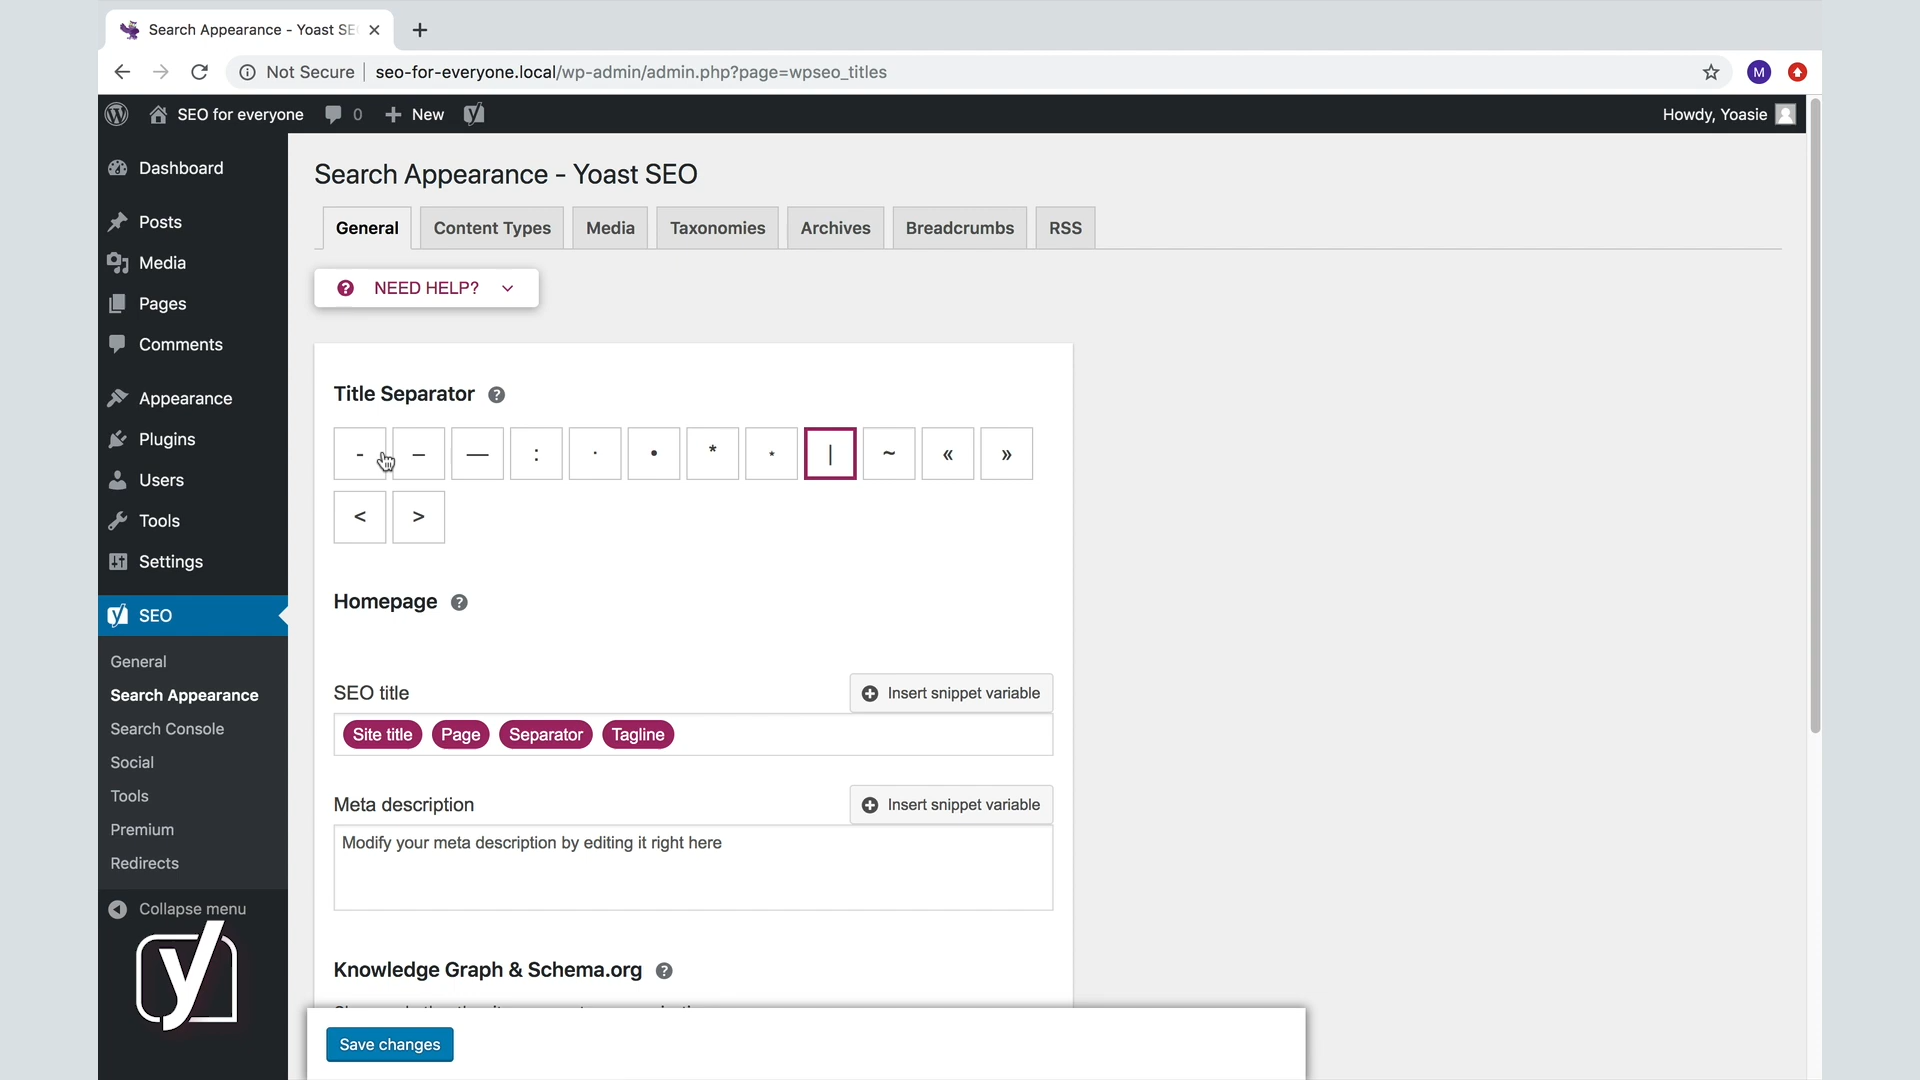 Search Appearance - Yoast SE
Not Secure
seo-for-everyone.local/wp-admin/admin.php?page=wpseo_titles
M
SEO for everyone
0
New
Howdy, Yoasie
Dashboard
Posts
Media
Pages
Comments
Appearance
Plugins
Users
Tools
Settings
SEO
General
Search Appearance
Search Console
Social
Tools
Premium
Redirects
Collapse menu
Search Appearance - Yoast SEO
General Content Types Media Taxonomies Archives Breadcrumbs RSS
? NEED HELP?
Title Separator ?
- – — : · • * ⋆ | ~ « »
< >
Homepage ?
SEO title
Insert snippet variable
Site title Page Separator Tagline
Meta description
Insert snippet variable
Modify your meta description by editing it right here
Knowledge Graph & Schema.org ?
Save changes